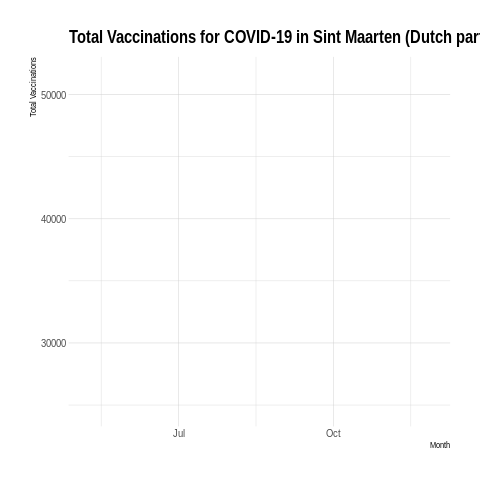 Total Vaccinations for COVID-19 in Sint Maarten (Dutch par
Total Vaccinations
50000
40000
30000
Jul Oct
Month